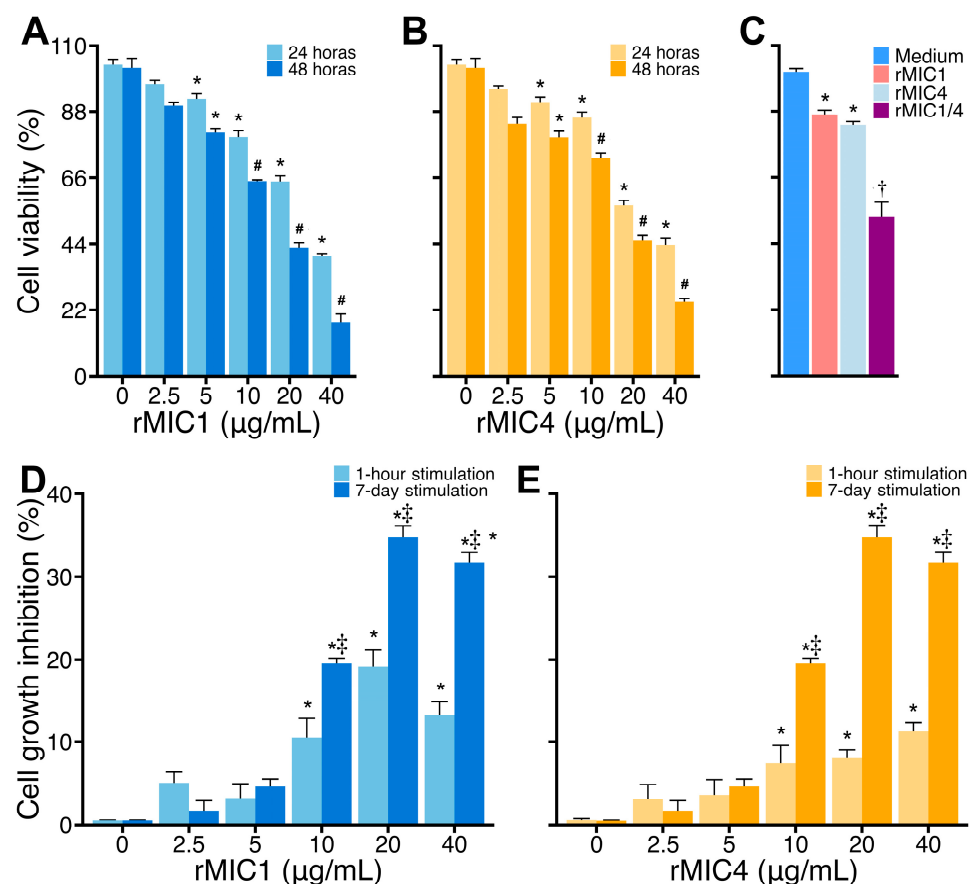 A
24 horas
48 horas
Cell viability (%)
110
88
66
44
22
0
* * * # * # * #
0 2.5 5 10 20 40
rMIC1 (µg/mL)
B
24 horas
48 horas
* * * # * # * #
0 2.5 5 10 20 40
rMIC4 (µg/mL)
C
Medium
rMIC1
rMIC4
rMIC1/4
* * †
D
1-hour stimulation
7-day stimulation
Cell growth inhibition (%)
40
30
20
10
0
* *‡ * *‡ * *‡ *
0 2.5 5 10 20 40
rMIC1 (µg/mL)
E
1-hour stimulation
7-day stimulation
* *‡ * *‡ * *‡
0 2.5 5 10 20 40
rMIC4 (µg/mL)